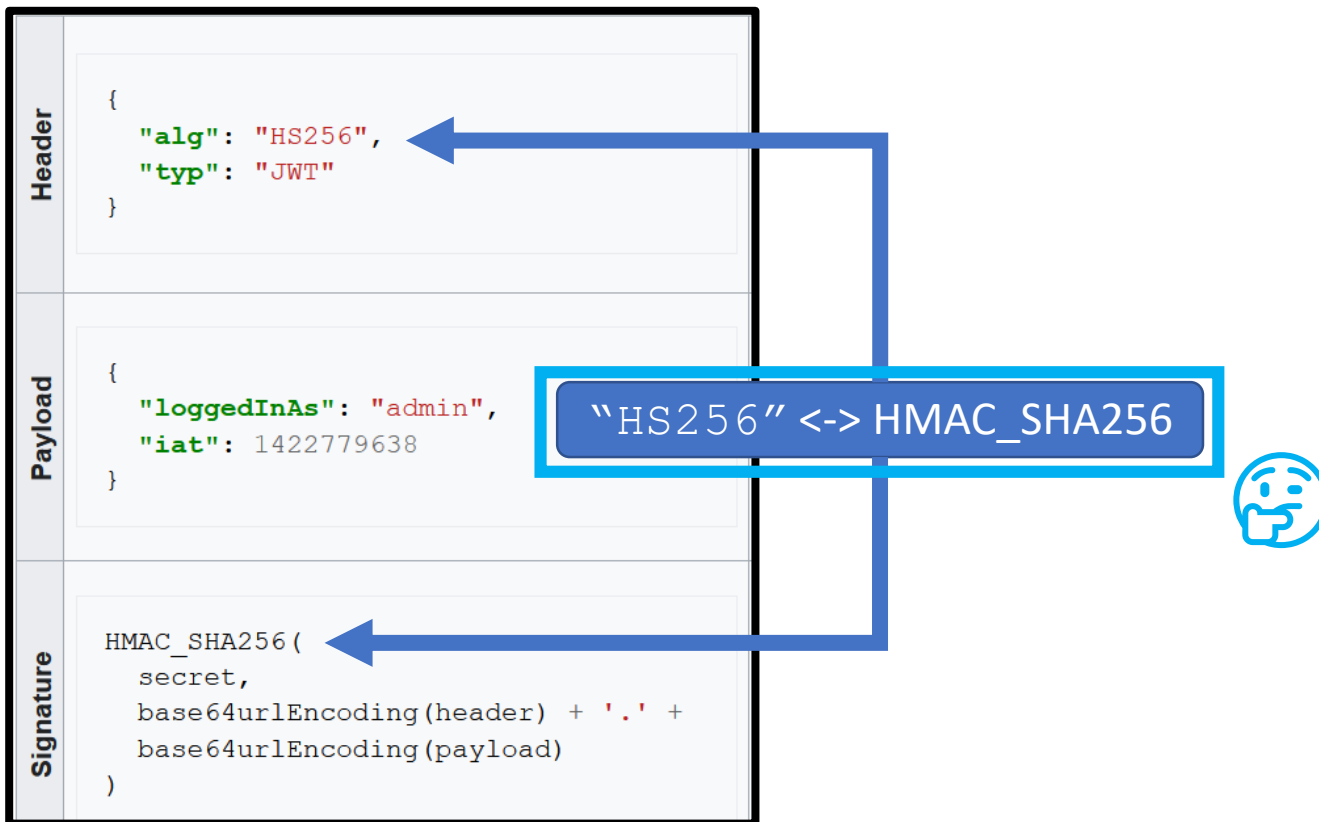 Header
{
"alg": "HS256",
"typ": "JWT"
}
Payload
{
"loggedInAs": "admin",
"iat": 1422779638
}
“HS256” <-> HMAC_SHA256
Signature
HMAC_SHA256(
secret,
base64urlEncoding(header) + '.' +
base64urlEncoding(payload)
)